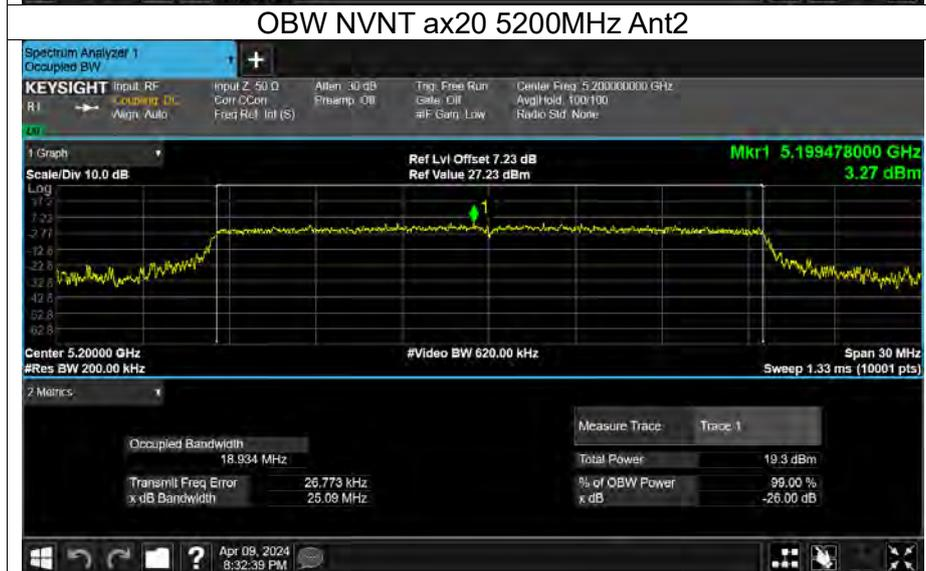 OBW NVNT ax20 5200MHz Ant2
Spectrum Analyzer 1
Occupied BW
+
KEYSIGHT Input: RF Input Z: 50 Ω Atten: 30 dB Trig: Free Run Center Freq: 5.200000000 GHz
Coupling: DC Corr CCorr Preamp: Off Gate: Off Avg|Hold: 100/100
Align: Auto Freq Ref: Int (S) #IF Gain: Low Radio Std: None
1 Graph
Ref Lvl Offset 7.23 dB
Mkr1 5.199478000 GHz
Scale/Div 10.0 dB
Ref Value 27.23 dBm
3.27 dBm
Log
17.2
1
7.23
-2.77
-12.8
-22.8
-32.8
-42.8
-52.8
-62.8
Center 5.20000 GHz
#Video BW 620.00 kHz
Span 30 MHz
#Res BW 200.00 kHz
Sweep 1.33 ms (10001 pts)
2 Metrics
Measure Trace Trace 1
Occupied Bandwidth
18.934 MHz
Total Power 19.3 dBm
Transmit Freq Error 26.773 kHz
% of OBW Power 99.00 %
x dB Bandwidth 25.09 MHz
x dB -26.00 dB
?
Apr 09, 2024
8:32:39 PM